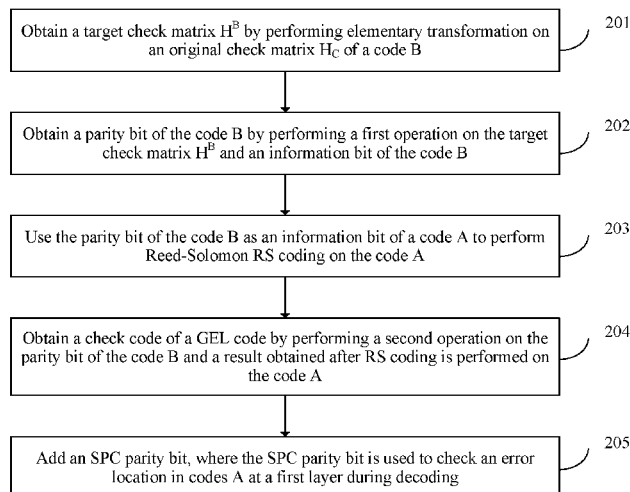 Obtain a target check matrix H^B by performing elementary transformation on
an original check matrix H_C of a code B
201
Obtain a parity bit of the code B by performing a first operation on the target
check matrix H^B and an information bit of the code B
202
Use the parity bit of the code B as an information bit of a code A to perform
Reed-Solomon RS coding on the code A
203
Obtain a check code of a GEL code by performing a second operation on the
parity bit of the code B and a result obtained after RS coding is performed on
the code A
204
Add an SPC parity bit, where the SPC parity bit is used to check an error
location in codes A at a first layer during decoding
205